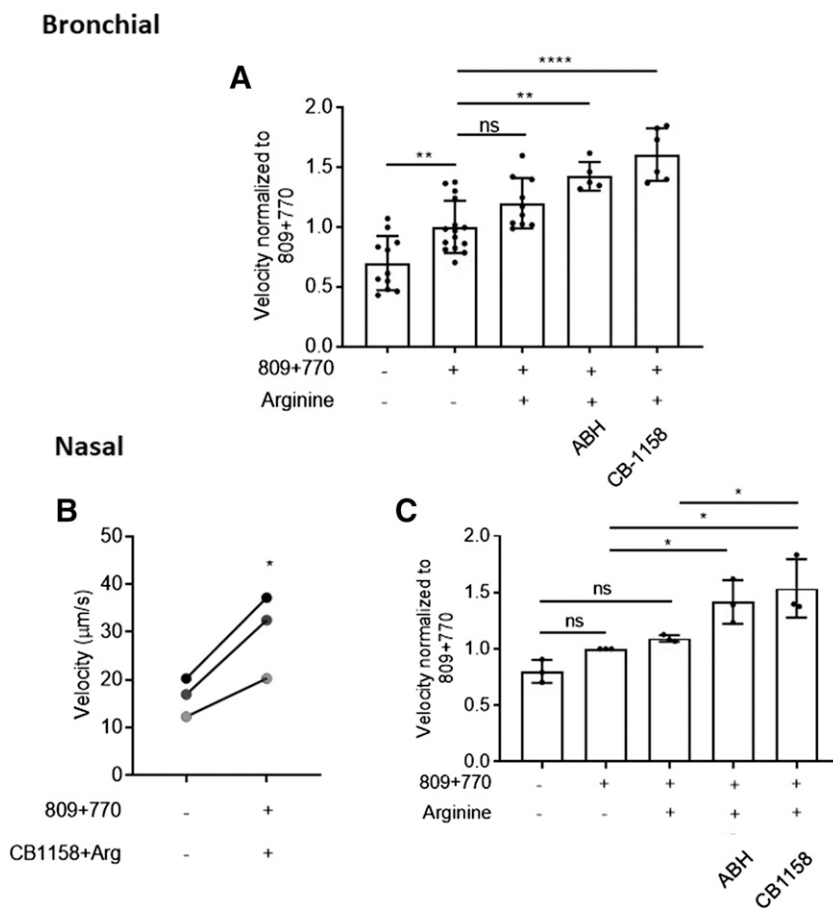 Bronchial
A
****
**
ns
**
2.0
1.5
1.0
0.5
0.0
Velocity normalized to
809+770
809+770 - + + + +
Arginine - - + + +
ABH
CB-1158
Nasal
B
50
40
30
20
10
0
Velocity (μm/s)
*
809+770 - +
CB1158+Arg - +
C
*
*
*
ns
ns
2.0
1.5
1.0
0.5
0.0
Velocity normalized to
809+770
809+770 - + + + +
Arginine - - + + +
ABH
CB1158